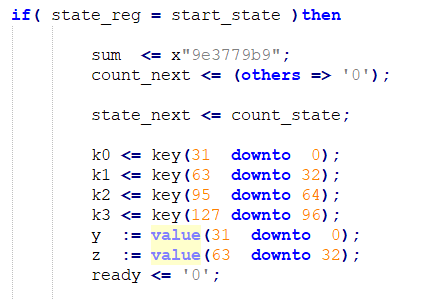 if( state_reg = start_state )then
sum <= x"9e3779b9";
count_next <= (others => '0');
state_next <= count_state;
k0 <= key(31 downto 0);
k1 <= key(63 downto 32);
k2 <= key(95 downto 64);
k3 <= key(127 downto 96);
y := value(31 downto 0);
z := value(63 downto 32);
ready <= '0';